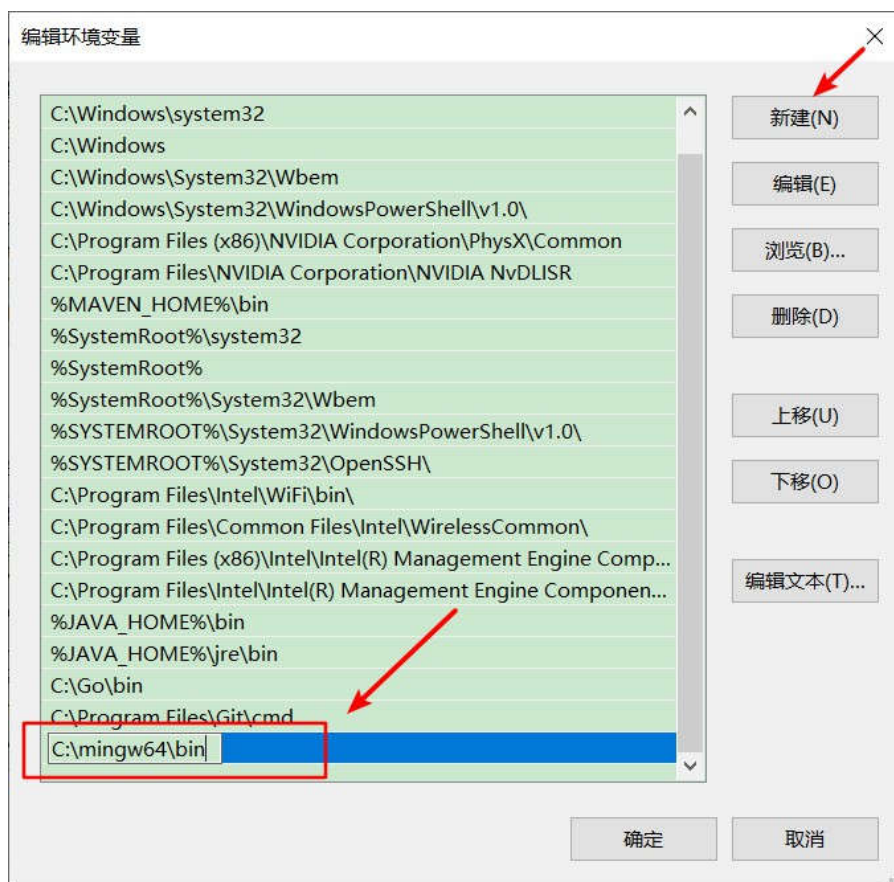 编辑环境变量
C:\Windows\system32
C:\Windows
C:\Windows\System32\Wbem
C:\Windows\System32\WindowsPowerShell\v1.0\
C:\Program Files (x86)\NVIDIA Corporation\PhysX\Common
C:\Program Files\NVIDIA Corporation\NVIDIA NvDLISR
%MAVEN_HOME%\bin
%SystemRoot%\system32
%SystemRoot%
%SystemRoot%\System32\Wbem
%SYSTEMROOT%\System32\WindowsPowerShell\v1.0\
%SYSTEMROOT%\System32\OpenSSH\
C:\Program Files\Intel\WiFi\bin\
C:\Program Files\Common Files\Intel\WirelessCommon\
C:\Program Files (x86)\Intel\Intel(R) Management Engine Comp...
C:\Program Files\Intel\Intel(R) Management Engine Componen...
%JAVA_HOME%\bin
%JAVA_HOME%\jre\bin
C:\Go\bin
C:\Program Files\Git\cmd
C:\mingw64\bin
新建(N)
编辑(E)
浏览(B)...
删除(D)
上移(U)
下移(O)
编辑文本(T)...
确定
取消